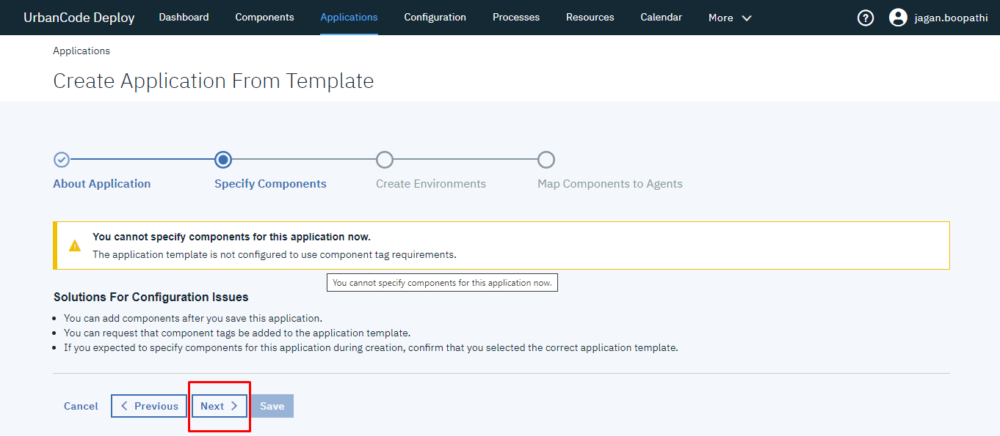 UrbanCode Deploy Dashboard Components Applications Configuration Processes Resources Calendar More jagan.boopathi
Applications
Create Application From Template
About Application Specify Components Create Environments Map Components to Agents
You cannot specify components for this application now.
The application template is not configured to use component tag requirements.
You cannot specify components for this application now.
Solutions For Configuration Issues
You can add components after you save this application.
You can request that component tags be added to the application template.
If you expected to specify components for this application during creation, confirm that you selected the correct application template.
Cancel Previous Next Save